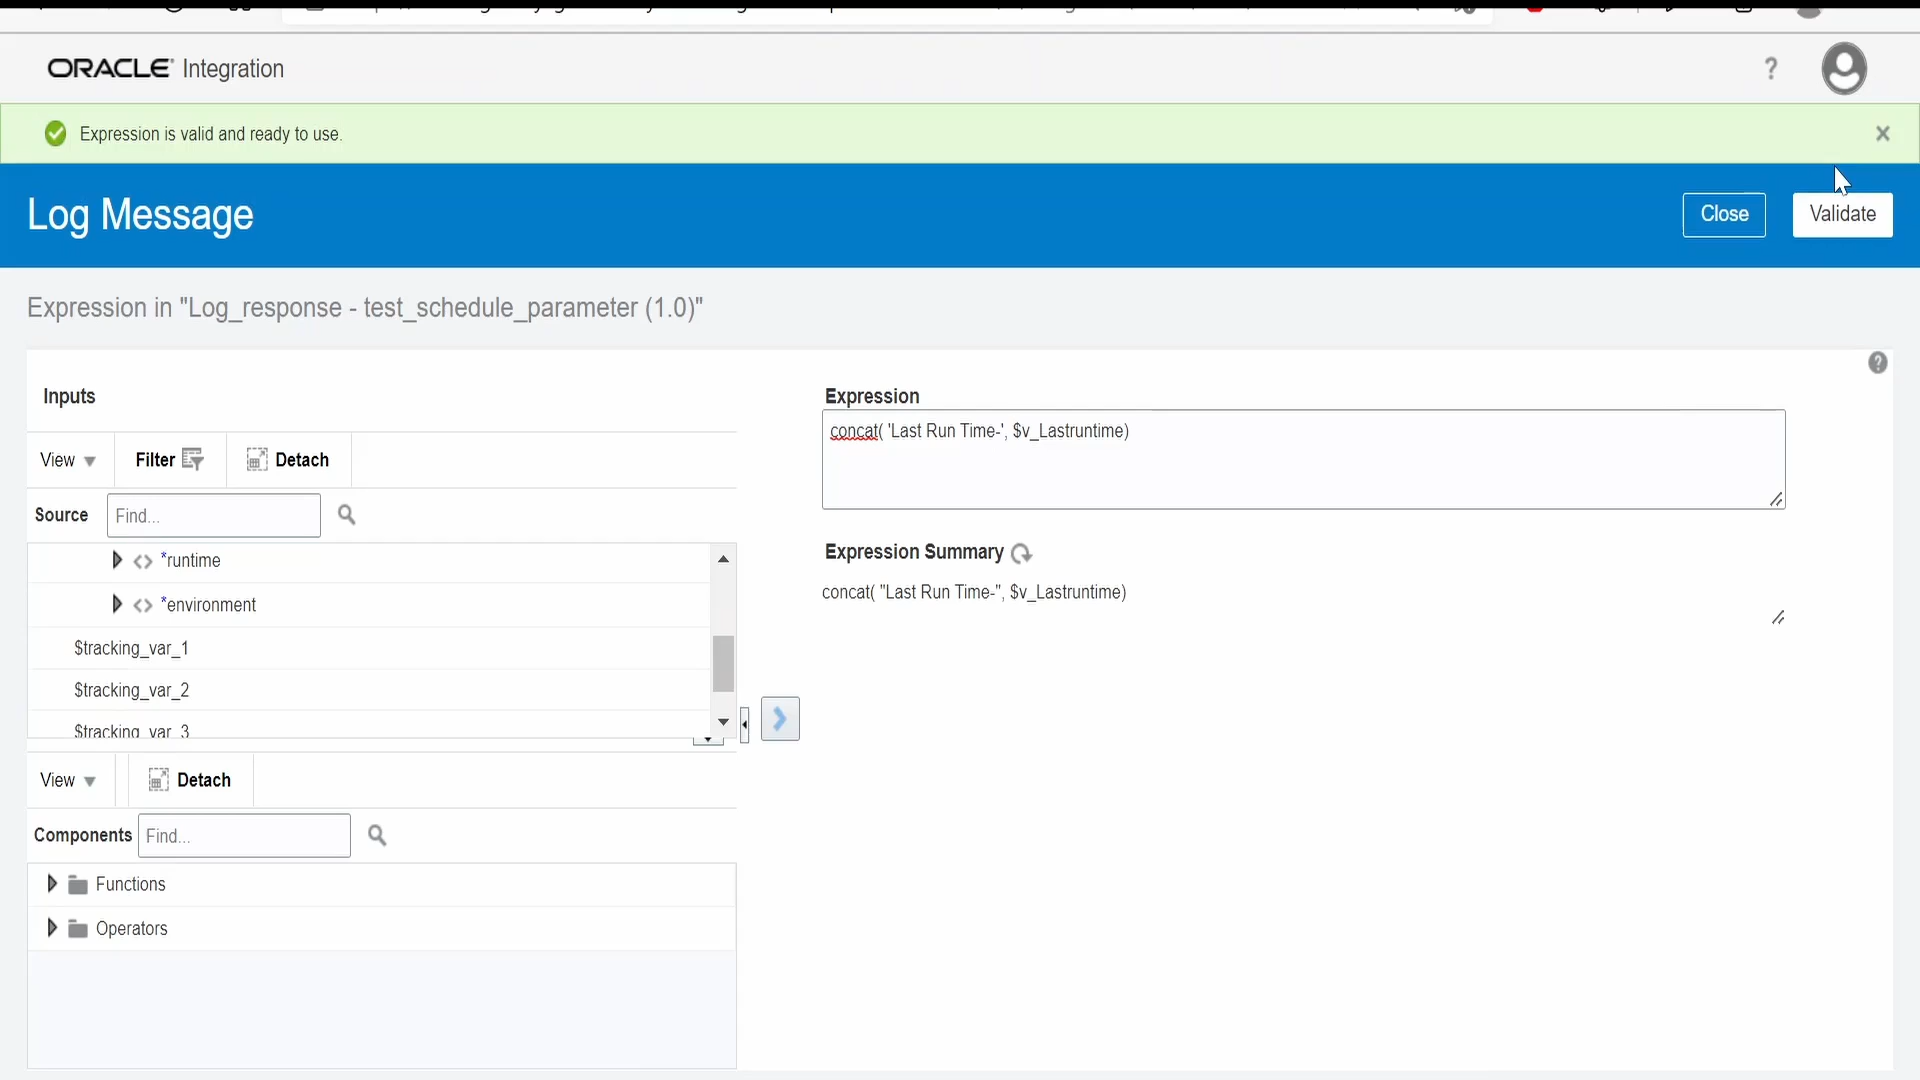 ORACLE Integration
?
Expression is valid and ready to use.
Log Message
Close
Validate
Expression in "Log_response - test_schedule_parameter (1.0)"
Inputs
View
Filter
Detach
Source
Find...
*runtime
*environment
$tracking_var_1
$tracking_var_2
$tracking_var_3
View
Detach
Components
Find...
Functions
Operators
Expression
concat( 'Last Run Time-', $v_Lastruntime)
Expression Summary
concat( "Last Run Time-", $v_Lastruntime)